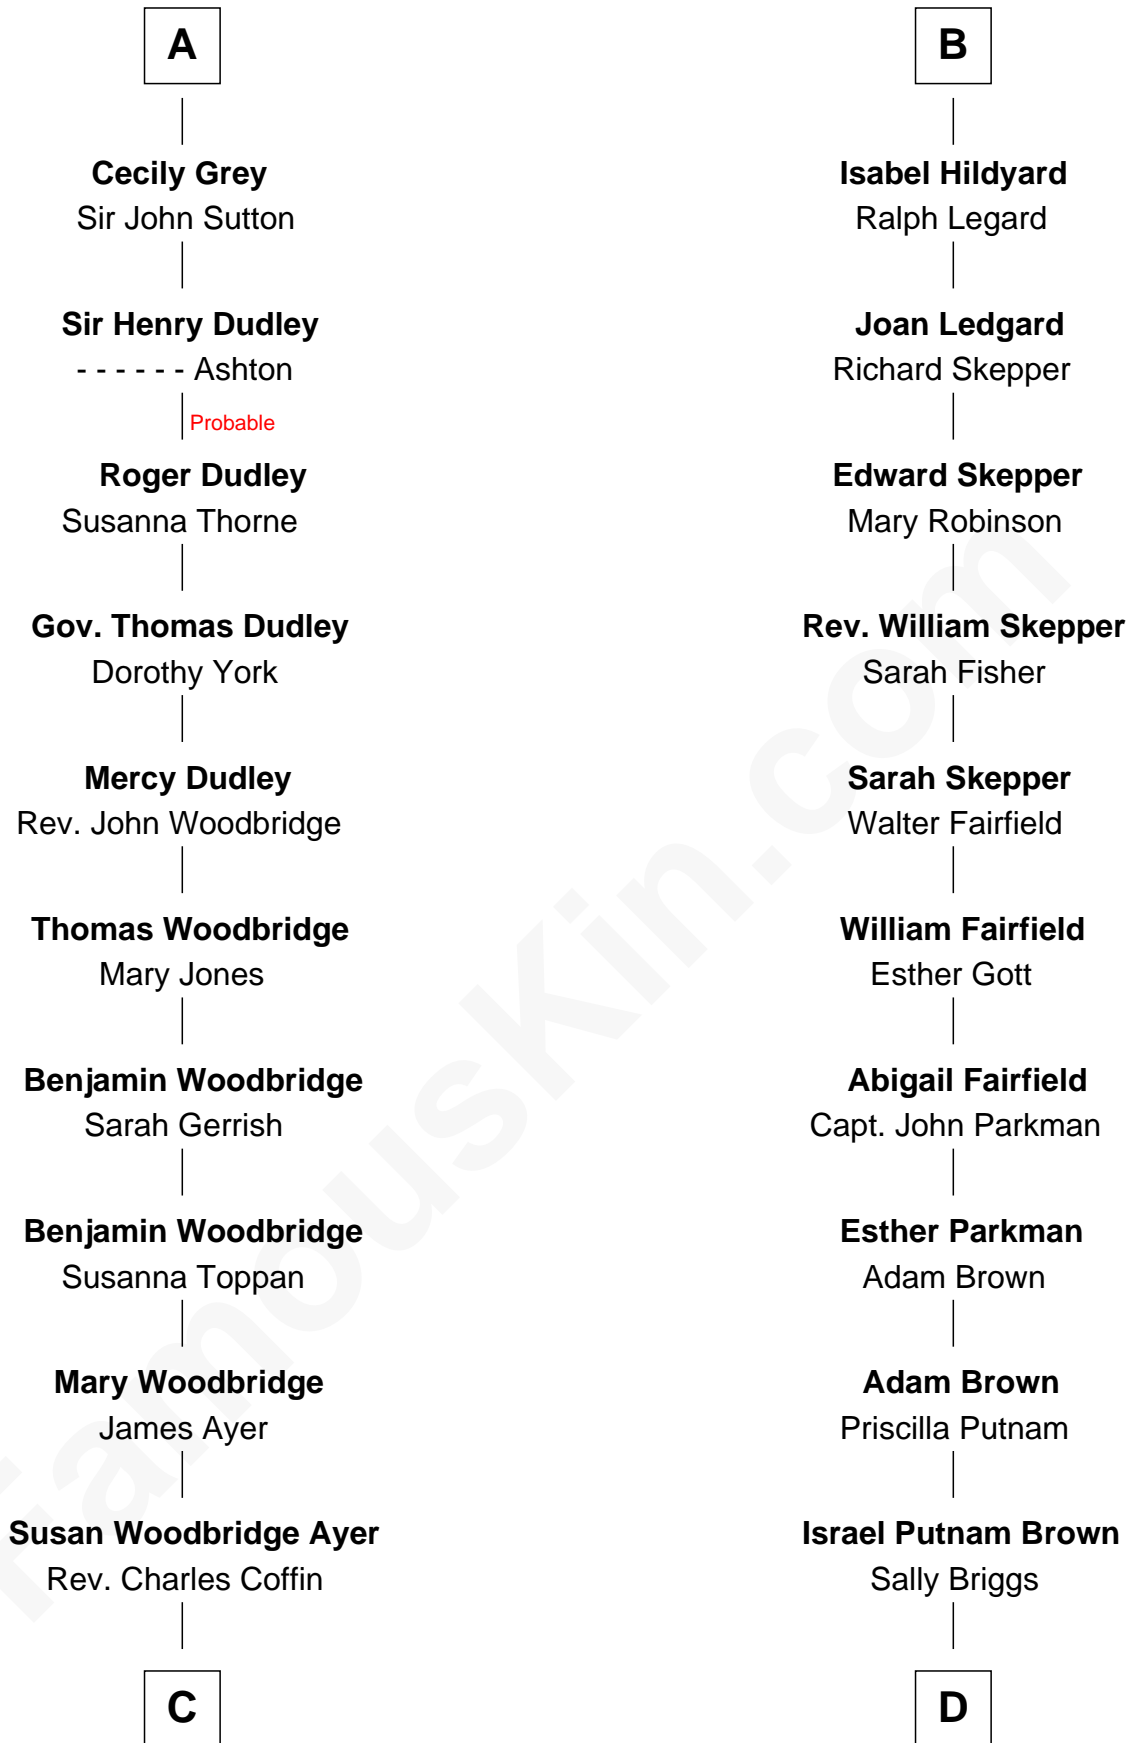 A
Cecily Grey
Sir John Sutton
Sir Henry Dudley
- - - - - - Ashton
Probable
Roger Dudley
Susanna Thorne
Gov. Thomas Dudley
Dorothy York
Mercy Dudley
Rev. John Woodbridge
Thomas Woodbridge
Mary Jones
Benjamin Woodbridge
Sarah Gerrish
Benjamin Woodbridge
Susanna Toppan
Mary Woodbridge
James Ayer
Susan Woodbridge Ayer
Rev. Charles Coffin
C
B
Isabel Hildyard
Ralph Legard
Joan Ledgard
Richard Skepper
Edward Skepper
Mary Robinson
Rev. William Skepper
Sarah Fisher
Sarah Skepper
Walter Fairfield
William Fairfield
Esther Gott
Abigail Fairfield
Capt. John Parkman
Esther Parkman
Adam Brown
Adam Brown
Priscilla Putnam
Israel Putnam Brown
Sally Briggs
D
FamousKin.com